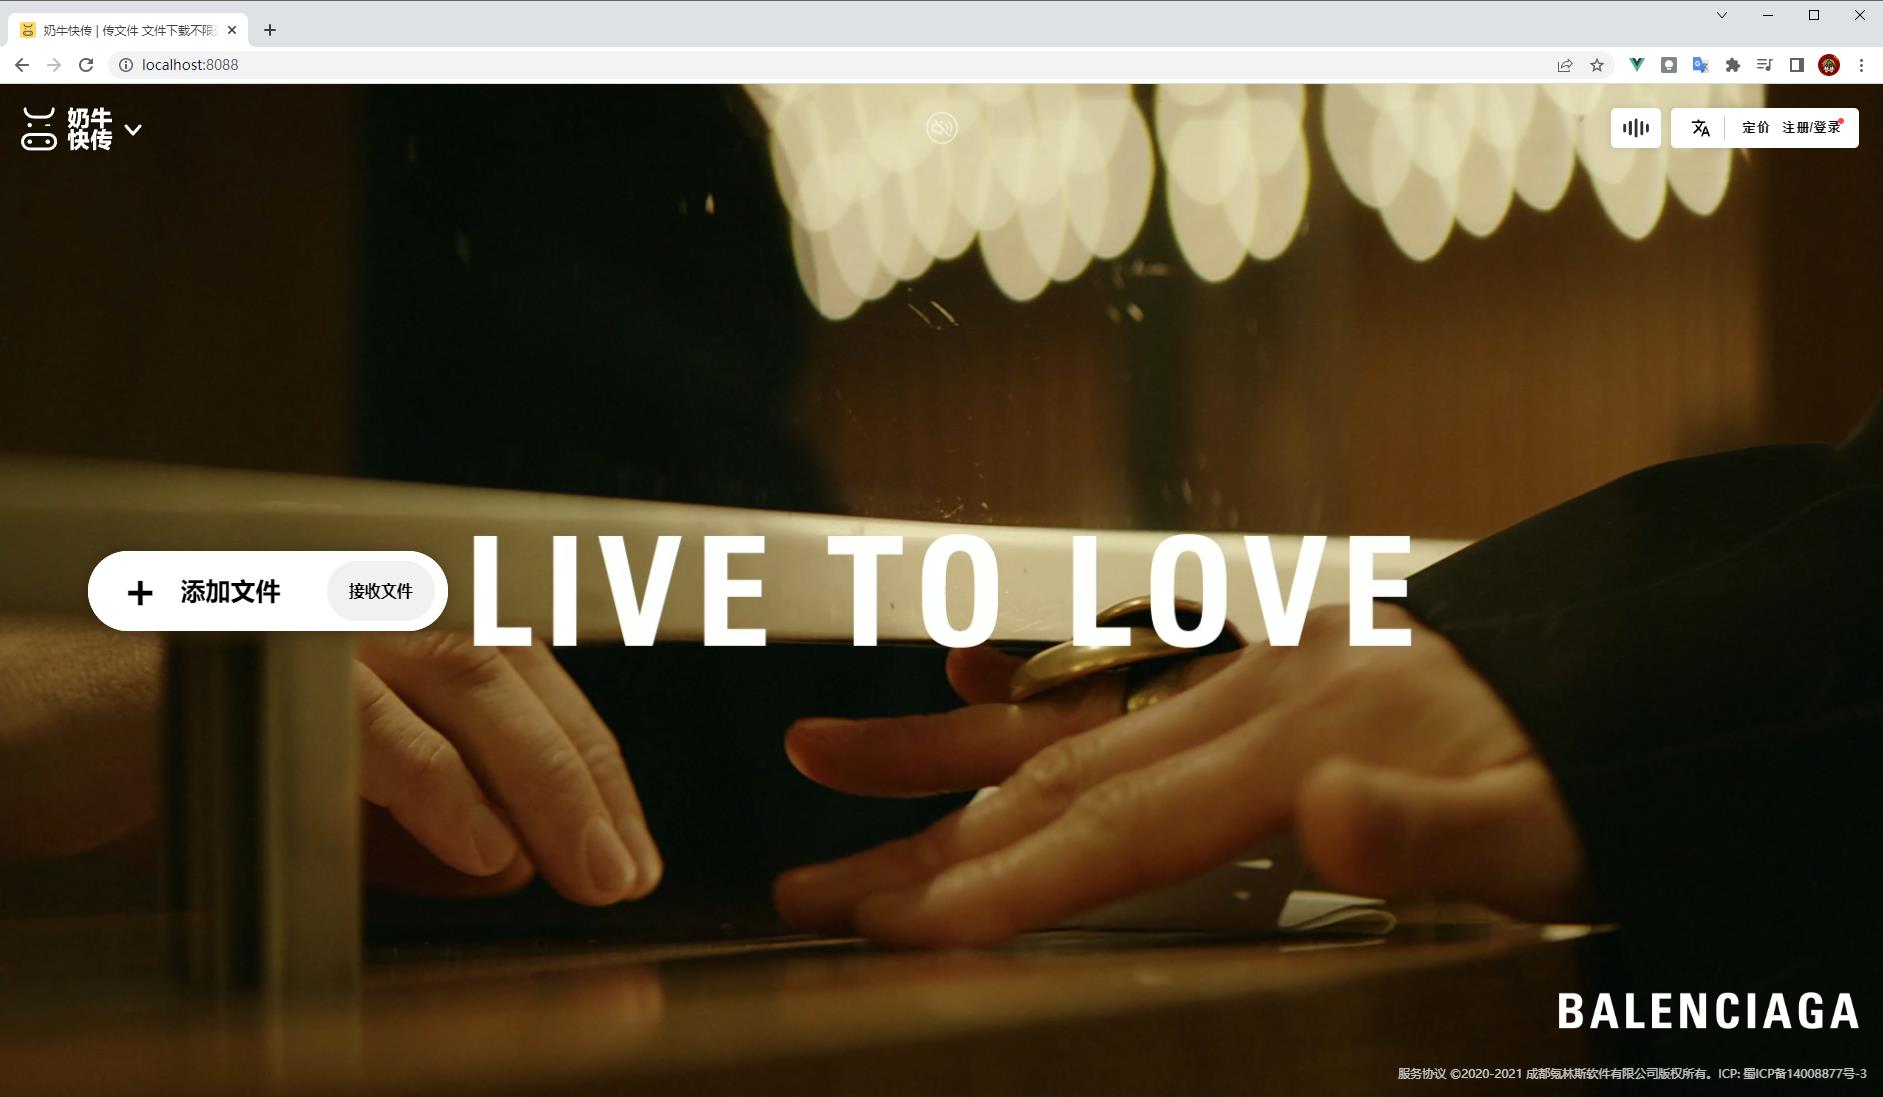 奶牛快传 | 传文件 文件下载不限
localhost:8088
奶牛
快传
定价 注册/登录
添加文件 接收文件
LIVE TO LOVE
BALENCIAGA
服务协议 ©2020-2021 成都氢林斯软件有限公司版权所有。ICP: 蜀ICP备14008877号-3